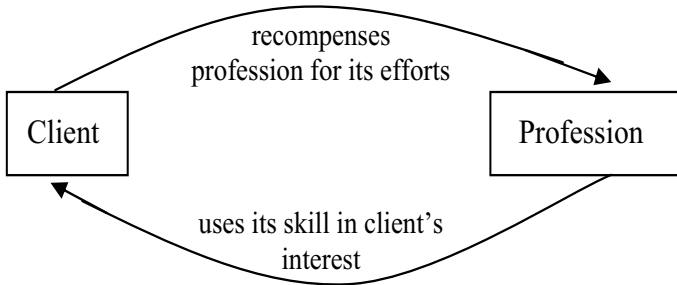 recompenses
profession for its efforts
Client
Profession
uses its skill in client's
interest